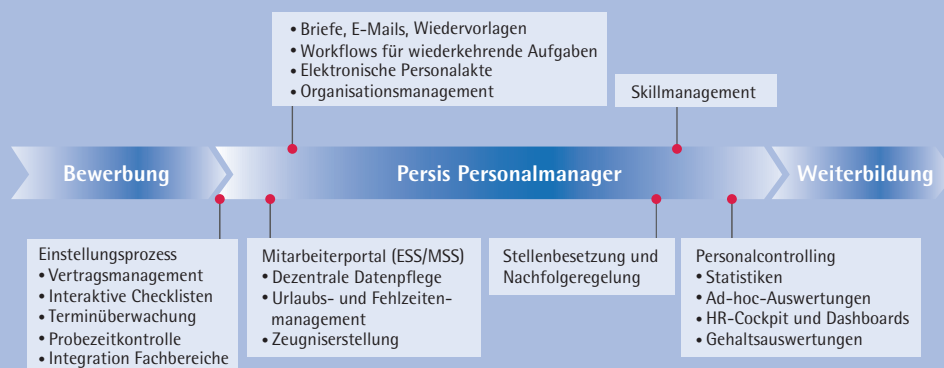 • Briefe, E-Mails, Wiedervorlagen
• Workflows für wiederkehrende Aufgaben
• Elektronische Personalakte
• Organisationsmanagement
Skillmanagement
Bewerbung
Persis Personalmanager
Weiterbildung
Einstellungsprozess
• Vertragsmanagement
• Interaktive Checklisten
• Terminüberwachung
• Probezeitkontrolle
• Integration Fachbereiche
Mitarbeiterportal (ESS/MSS)
• Dezentrale Datenpflege
• Urlaubs- und Fehlzeiten-
management
• Zeugniserstellung
Stellenbesetzung und
Nachfolgeregelung
Personalcontrolling
• Statistiken
• Ad-hoc-Auswertungen
• HR-Cockpit und Dashboards
• Gehaltsauswertungen